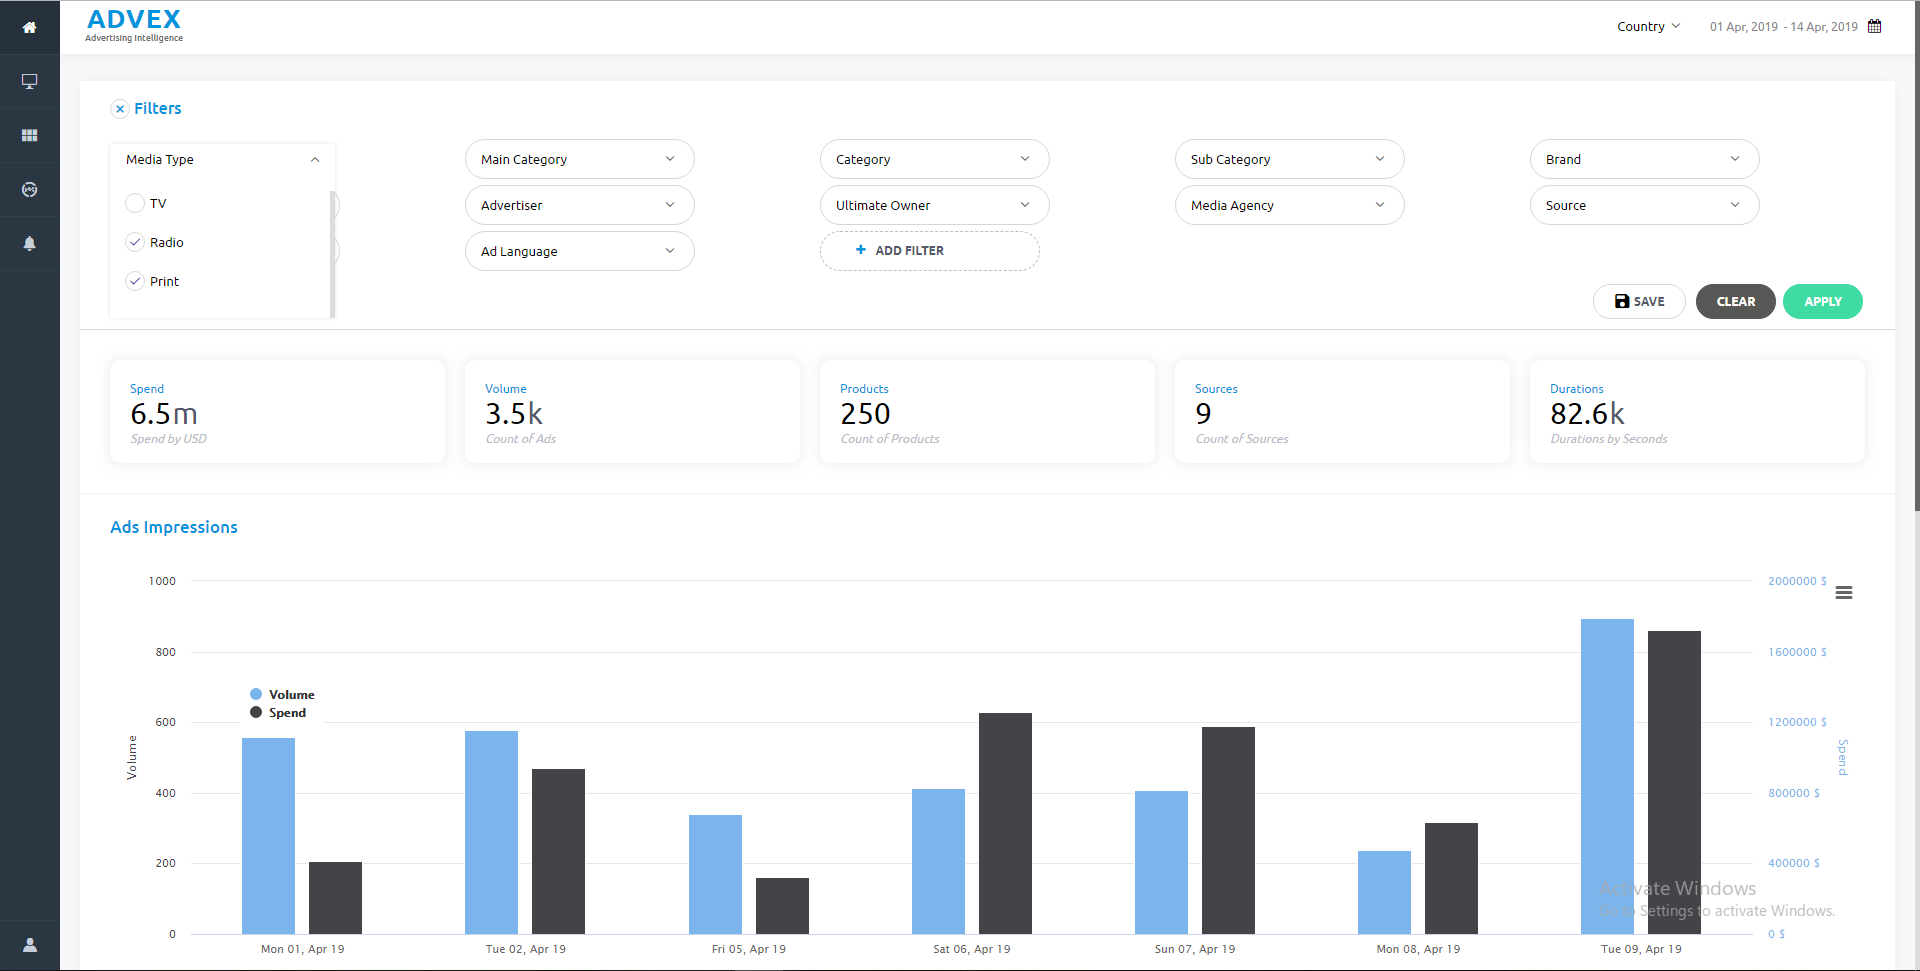 ADVEX
Advertising Intelligence
Country
01 Apr, 2019 - 14 Apr, 2019
Filters
Media Type
Main Category
Category
Sub Category
Brand
TV
Advertiser
Ultimate Owner
Media Agency
Source
Radio
Ad Language
+ ADD FILTER
Print
SAVE
CLEAR
APPLY
Spend
6.5m
Spend by USD
Volume
3.5k
Count of Ads
Products
250
Count of Products
Sources
9
Count of Sources
Durations
82.6k
Durations by Seconds
Ads Impressions
1000
800
600
400
200
0
Volume
Volume
Spend
2000000 $
1600000 $
1200000 $
800000 $
400000 $
0 $
Spend
Mon 01, Apr 19
Tue 02, Apr 19
Fri 05, Apr 19
Sat 06, Apr 19
Sun 07, Apr 19
Mon 08, Apr 19
Tue 09, Apr 19
Activate Windows
Settings to activate Windows.